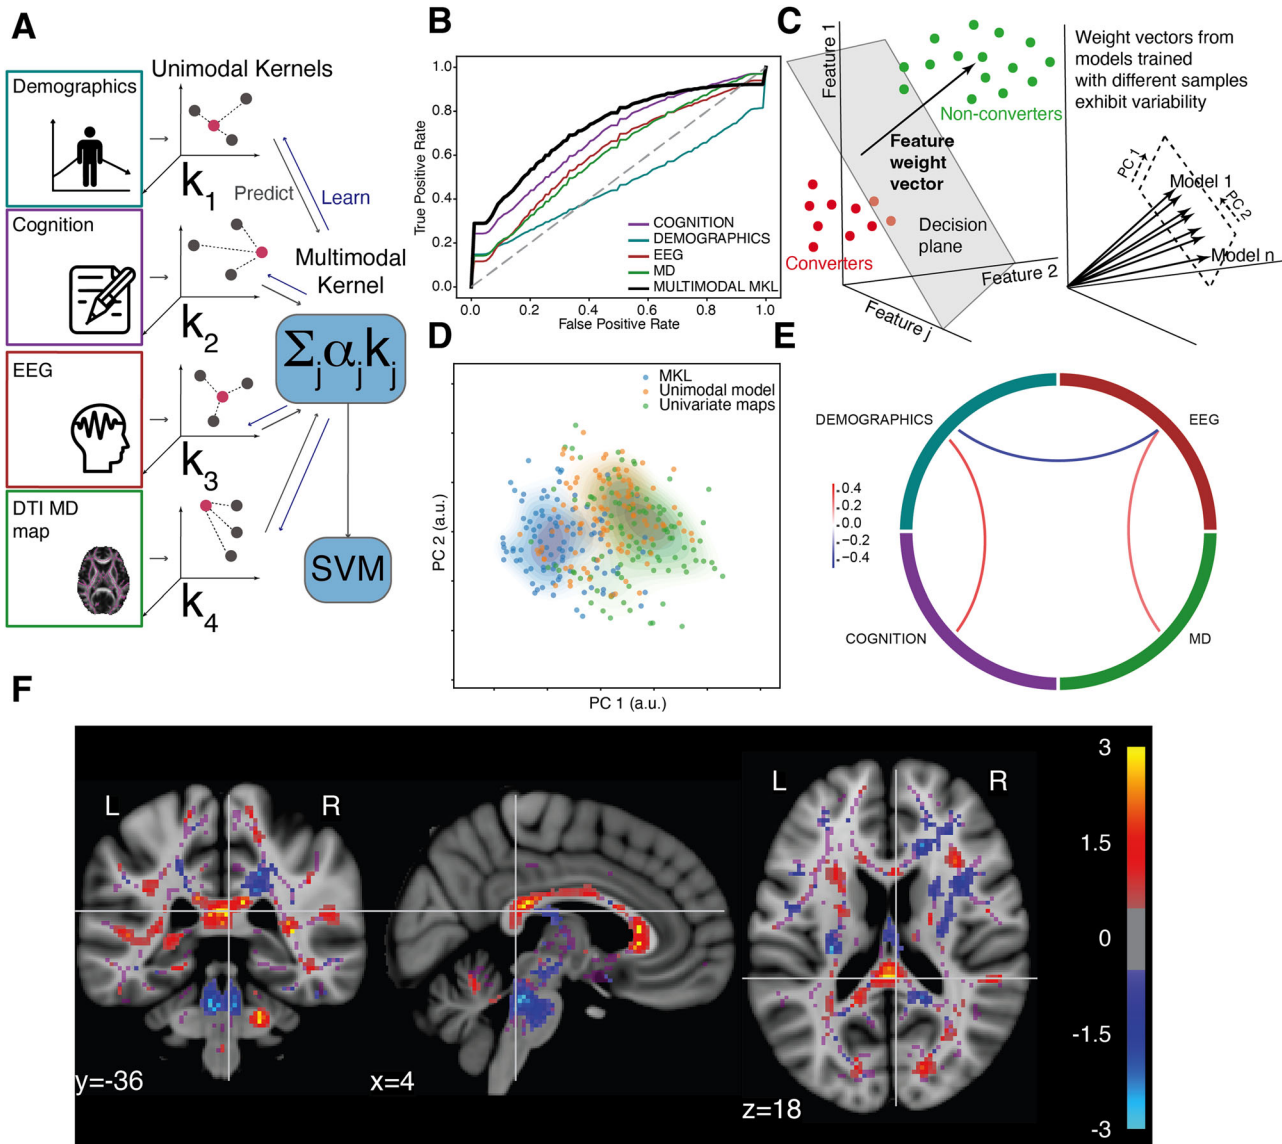 A
Unimodal Kernels
Demographics
k1
Predict
Learn
Cognition
k2
Multimodal
Kernel
Σjαjkj
EEG
k3
DTI MD
map
k4
SVM
B
True Positive Rate
1.0
0.8
0.6
0.4
0.2
0.0
0.0
0.2
0.4
0.6
0.8
1.0
False Positive Rate
COGNITION
DEMOGRAPHICS
EEG
MD
MULTIMODAL MKL
C
Feature 1
Non-converters
Feature
weight
vector
Decision
plane
Converters
Feature 2
Feature j
Weight vectors from
models trained
with different samples
exhibit variability
PC 1
Model 1
PC 2
Model n
D
MKL
Unimodal model
Univariate maps
PC 2 (a.u.)
PC 1 (a.u.)
E
DEMOGRAPHICS
EEG
0.4
0.2
0.0
-0.2
-0.4
COGNITION
MD
F
L
R
y=-36
x=4
L
R
z=18
3
1.5
0
-1.5
-3